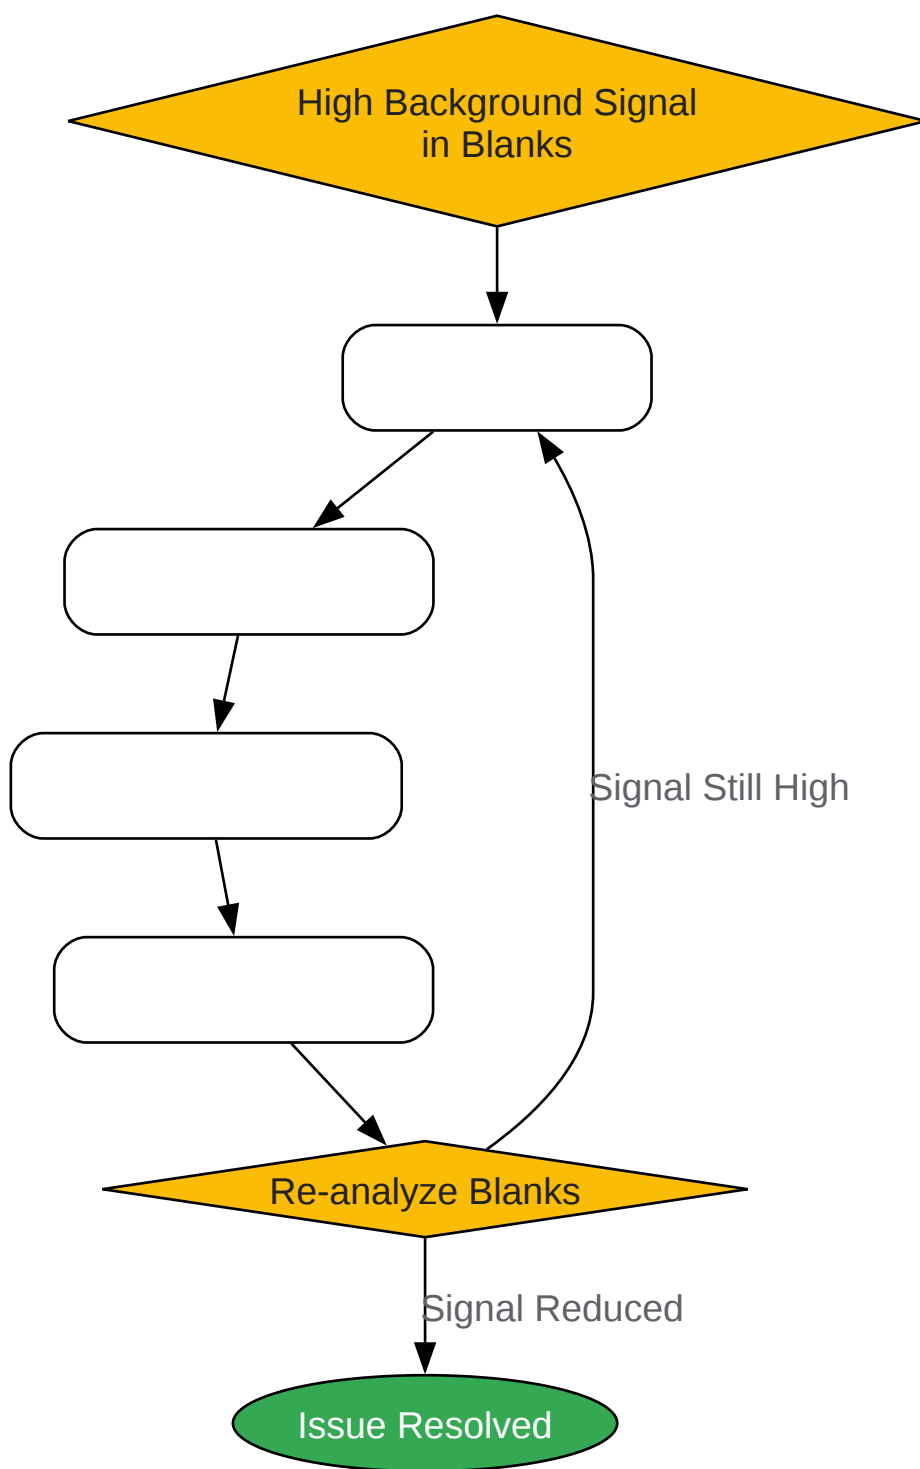 High Background Signal
in Blanks
Signal Still High
Re-analyze Blanks
Signal Reduced
Issue Resolved